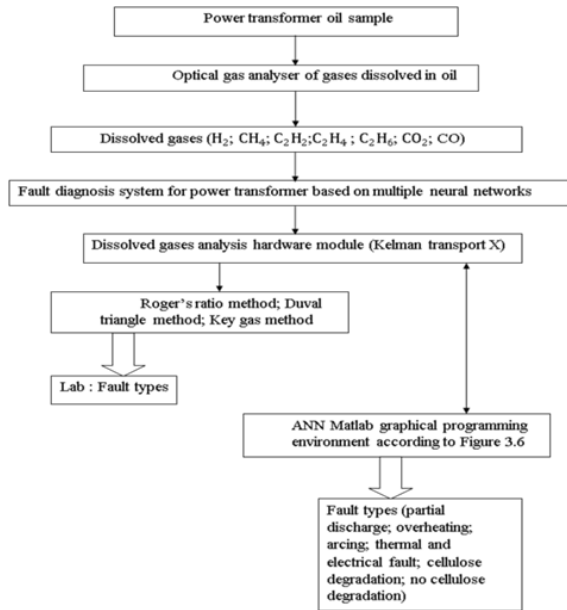 Power transformer oil sample
Optical gas analyser of gases dissolved in oil
Dissolved gases (H₂; CH₄; C₂H₂;C₂H₄ ; C₂H₆; CO₂; CO)
Fault diagnosis system for power transformer based on multiple neural networks
Dissolved gases analysis hardware module (Kelman transport X)
Roger's ratio method; Duval
triangle method; Key gas method
Lab : Fault types
ANN Matlab graphical programming
environment according to Figure 3.6
Fault types (partial
discharge; overheating;
arcing; thermal and
electrical fault; cellulose
degradation; no cellulose
degradation)